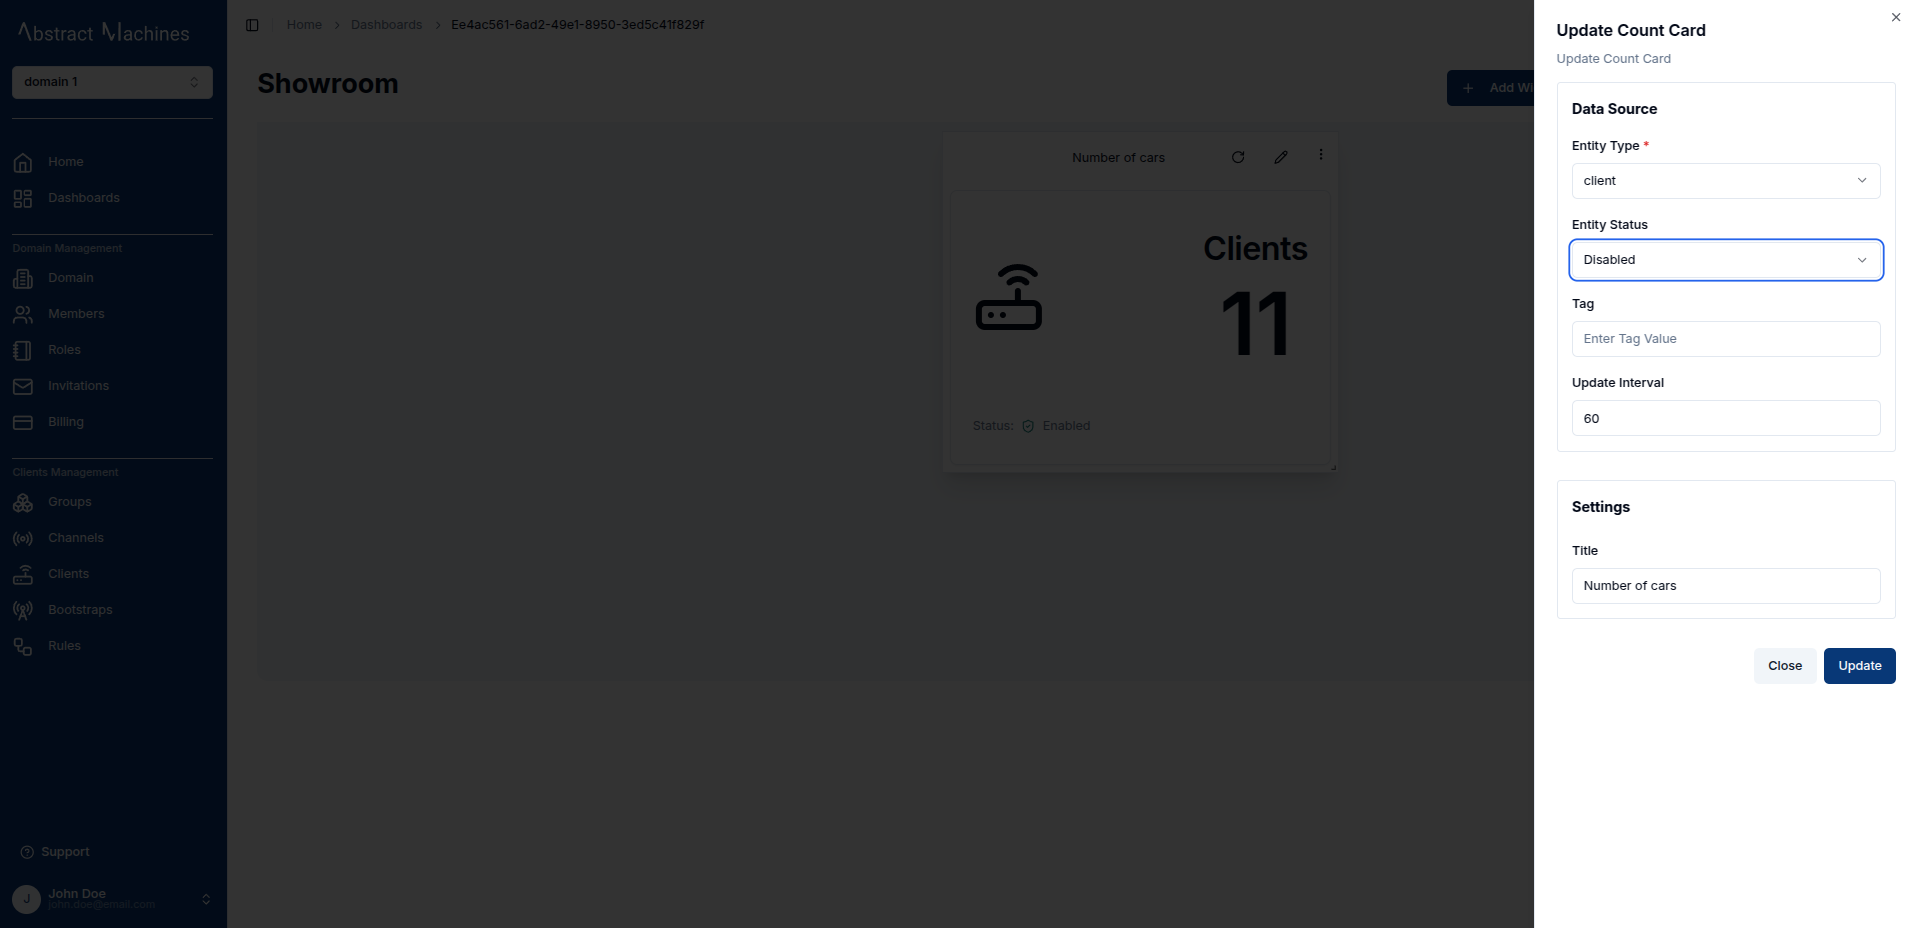 Abstract Machines
domain 1
Home
Dashboards
Domain Management
Domain
Members
Roles
Invitations
Billing
Clients Management
Groups
Channels
Clients
Bootstraps
Rules
Support
J
John Doe
john.doe@email.com
Home > Dashboards > Ee4ac561-6ad2-49e1-8950-3ed5c41f829f
Showroom
+ Add Wi
Number of cars
Clients
11
Status: Enabled
Update Count Card
Update Count Card
Data Source
Entity Type *
client
Entity Status
Disabled
Tag
Enter Tag Value
Update Interval
60
Settings
Title
Number of cars
Close
Update